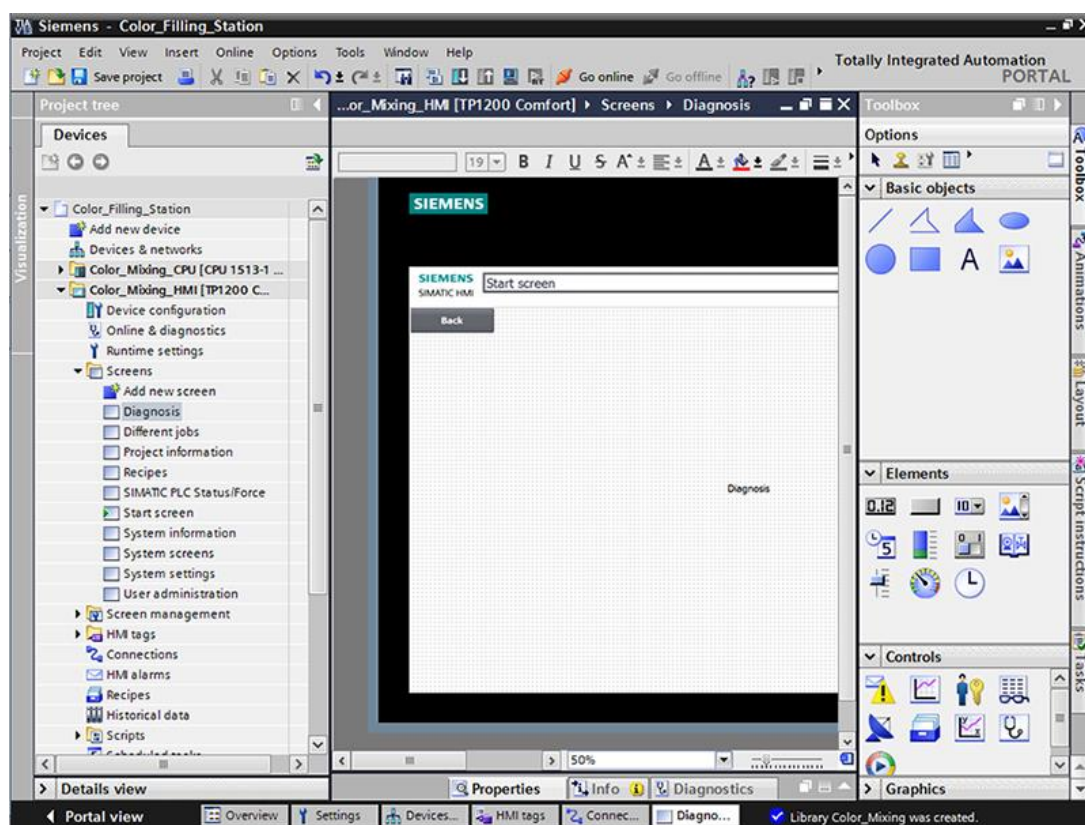 Siemens - Color_Filling_Station
Project Edit View Insert Online Options Tools Window Help
Save project Go online Go offline
Totally Integrated Automation
PORTAL
Project tree
Devices
Visualization
Color_Filling_Station
Add new device
Devices & networks
Color_Mixing_CPU [CPU 1513-1 ...
Color_Mixing_HMI [TP1200 C...
Device configuration
Online & diagnostics
Runtime settings
Screens
Add new screen
Diagnosis
Different jobs
Project information
Recipes
SIMATIC PLC Status/Force
Start screen
System information
System screens
System settings
User administration
Screen management
HMI tags
Connections
HMI alarms
Recipes
Historical data
Scripts
Details view
...or_Mixing_HMI [TP1200 Comfort] Screens Diagnosis
19 B I U S A A
SIEMENS
SIEMENS
SIMATIC HMI
Start screen
Back
Diagnosis
50%
Properties Info Diagnostics
Toolbox
Options
Basic objects
A
Elements
0.12 10
5
Controls
Graphics
Toolbox
Animations
Layout
Script instructions
Tasks
Portal view Overview Settings Devices... HMI tags Connec... Diagno... Library Color_Mixing was created.